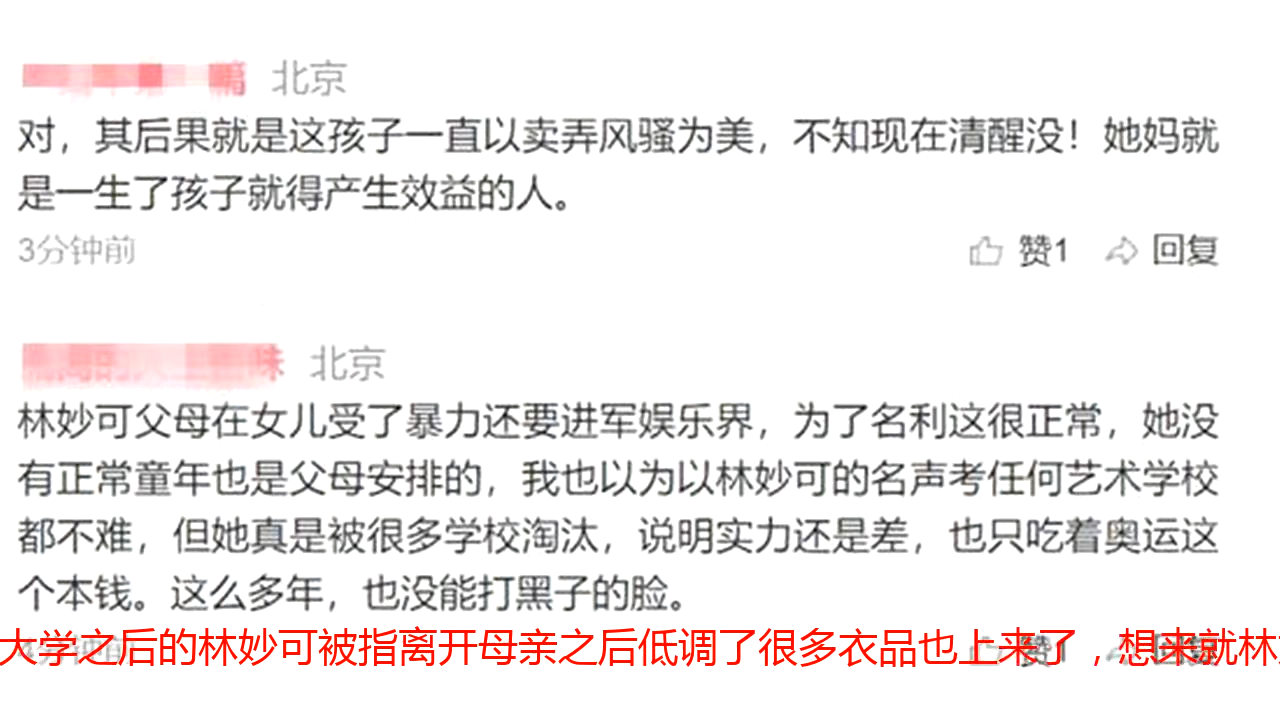 北京
对，其后果就是这孩子一直以卖弄风骚为美，不知现在清醒没！她妈就
是一生了孩子就得产生效益的人。
3分钟前 赞1 回复
北京
林妙可父母在女儿受了暴力还要进军娱乐界，为了名利这很正常，她没
有正常童年也是父母安排的，我也以为以林妙可的名声考任何艺术学校
都不难，但她真是被很多学校淘汰，说明实力还是差，也只吃着奥运这
个本钱。这么多年，也没能打黑子的脸。
大学之后的林妙可被指离开母亲之后低调了很多衣品也上来了，想来就林